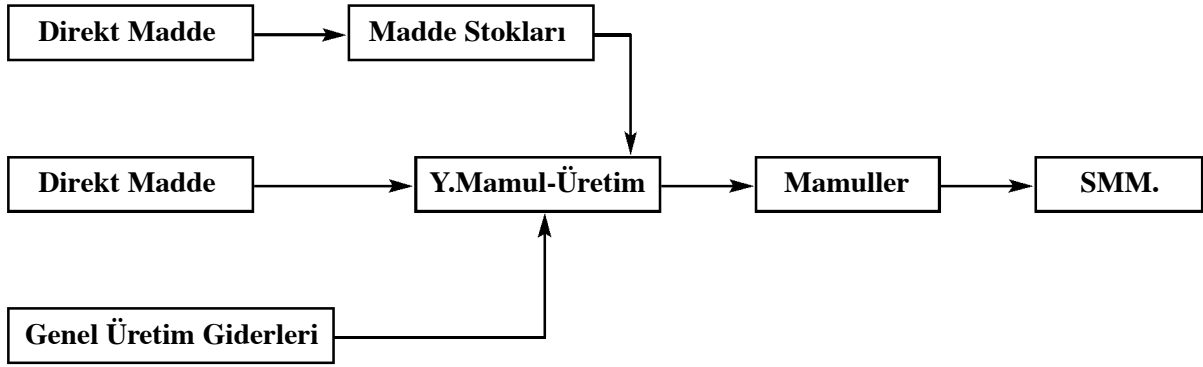 Direkt Madde
Madde Stokları
Direkt Madde
Y.Mamul-Üretim
Mamuller
SMM.
Genel Üretim Giderleri